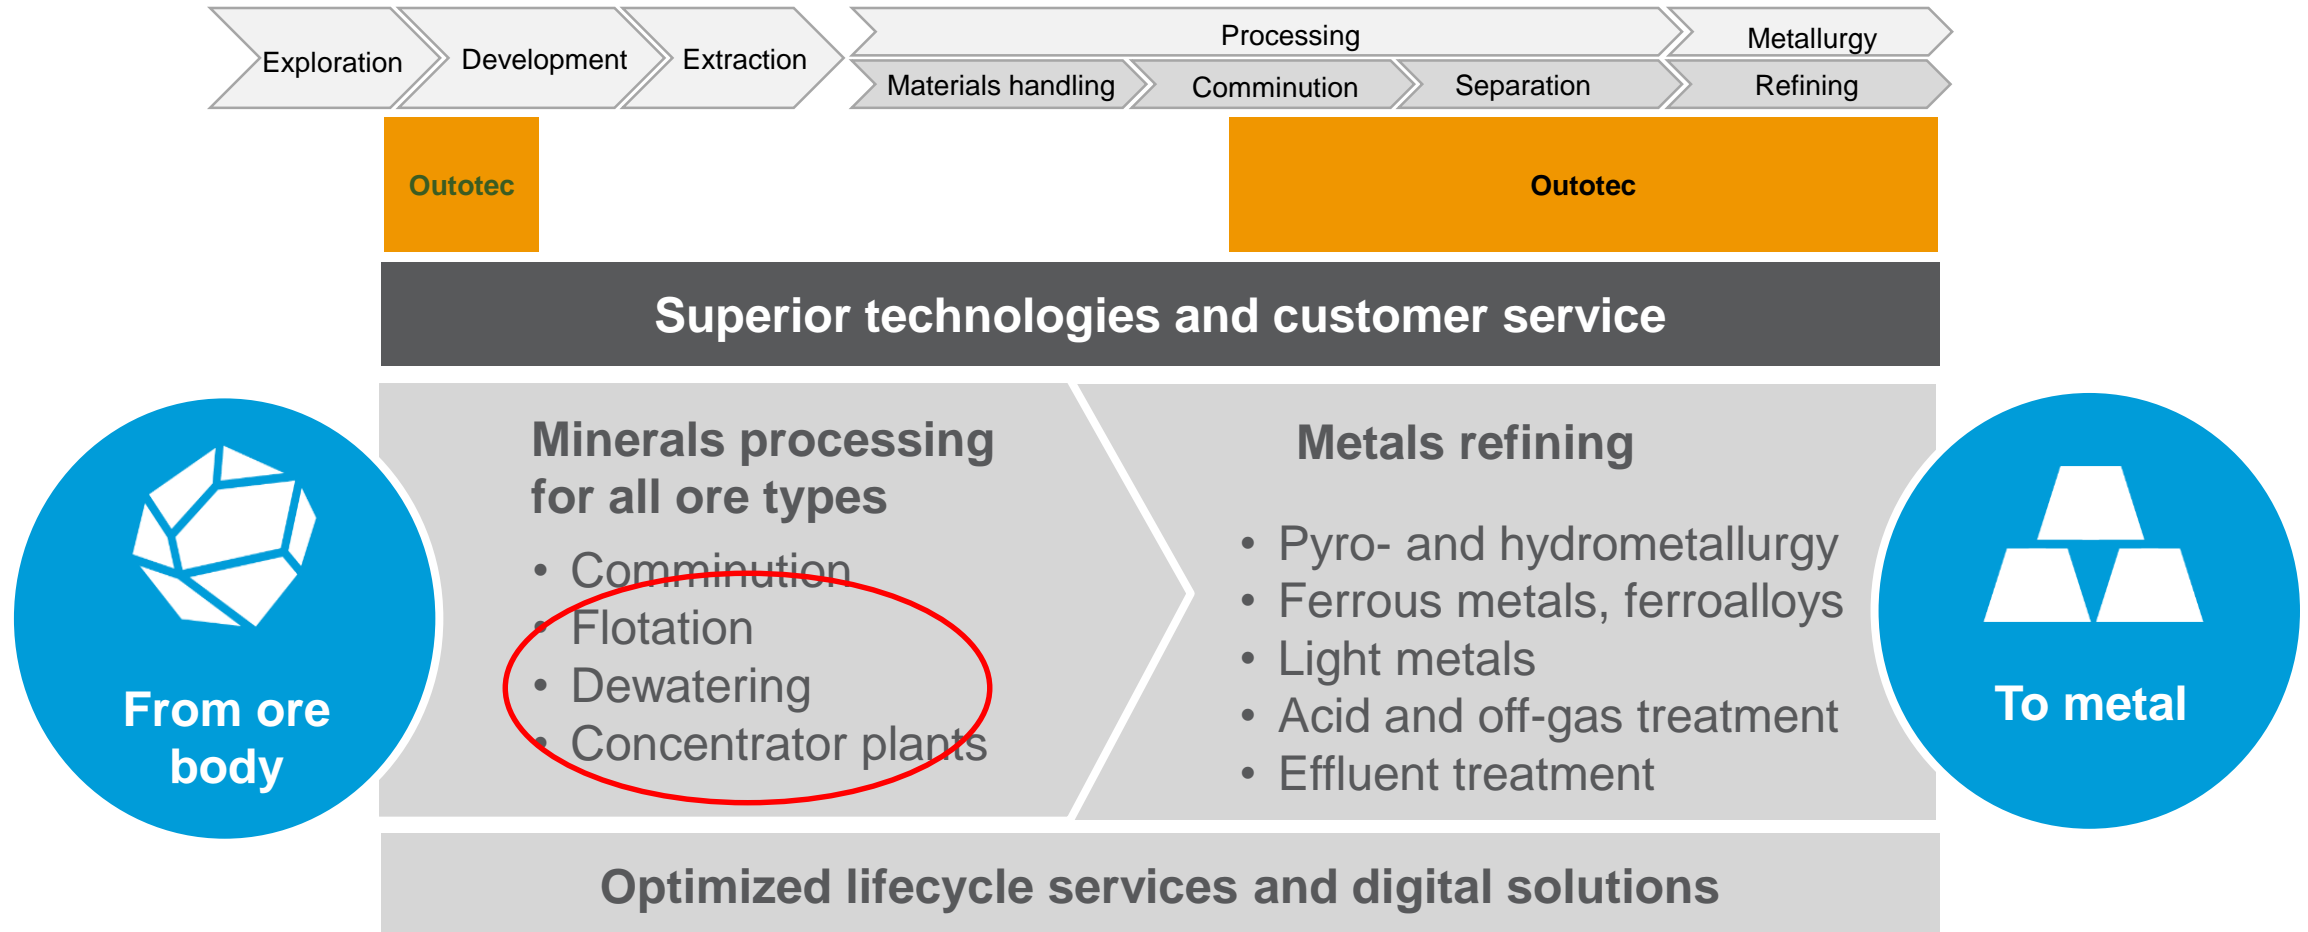 Exploration
Development
Extraction
Processing
Metallurgy
Materials handling
Comminution
Separation
Refining
Outotec
Outotec
Superior technologies and customer service
From ore
body
Minerals processing
for all ore types
• Comminution
• Flotation
• Dewatering
• Concentrator plants
Metals refining
• Pyro- and hydrometallurgy
• Ferrous metals, ferroalloys
• Light metals
• Acid and off-gas treatment
• Effluent treatment
To metal
Optimized lifecycle services and digital solutions